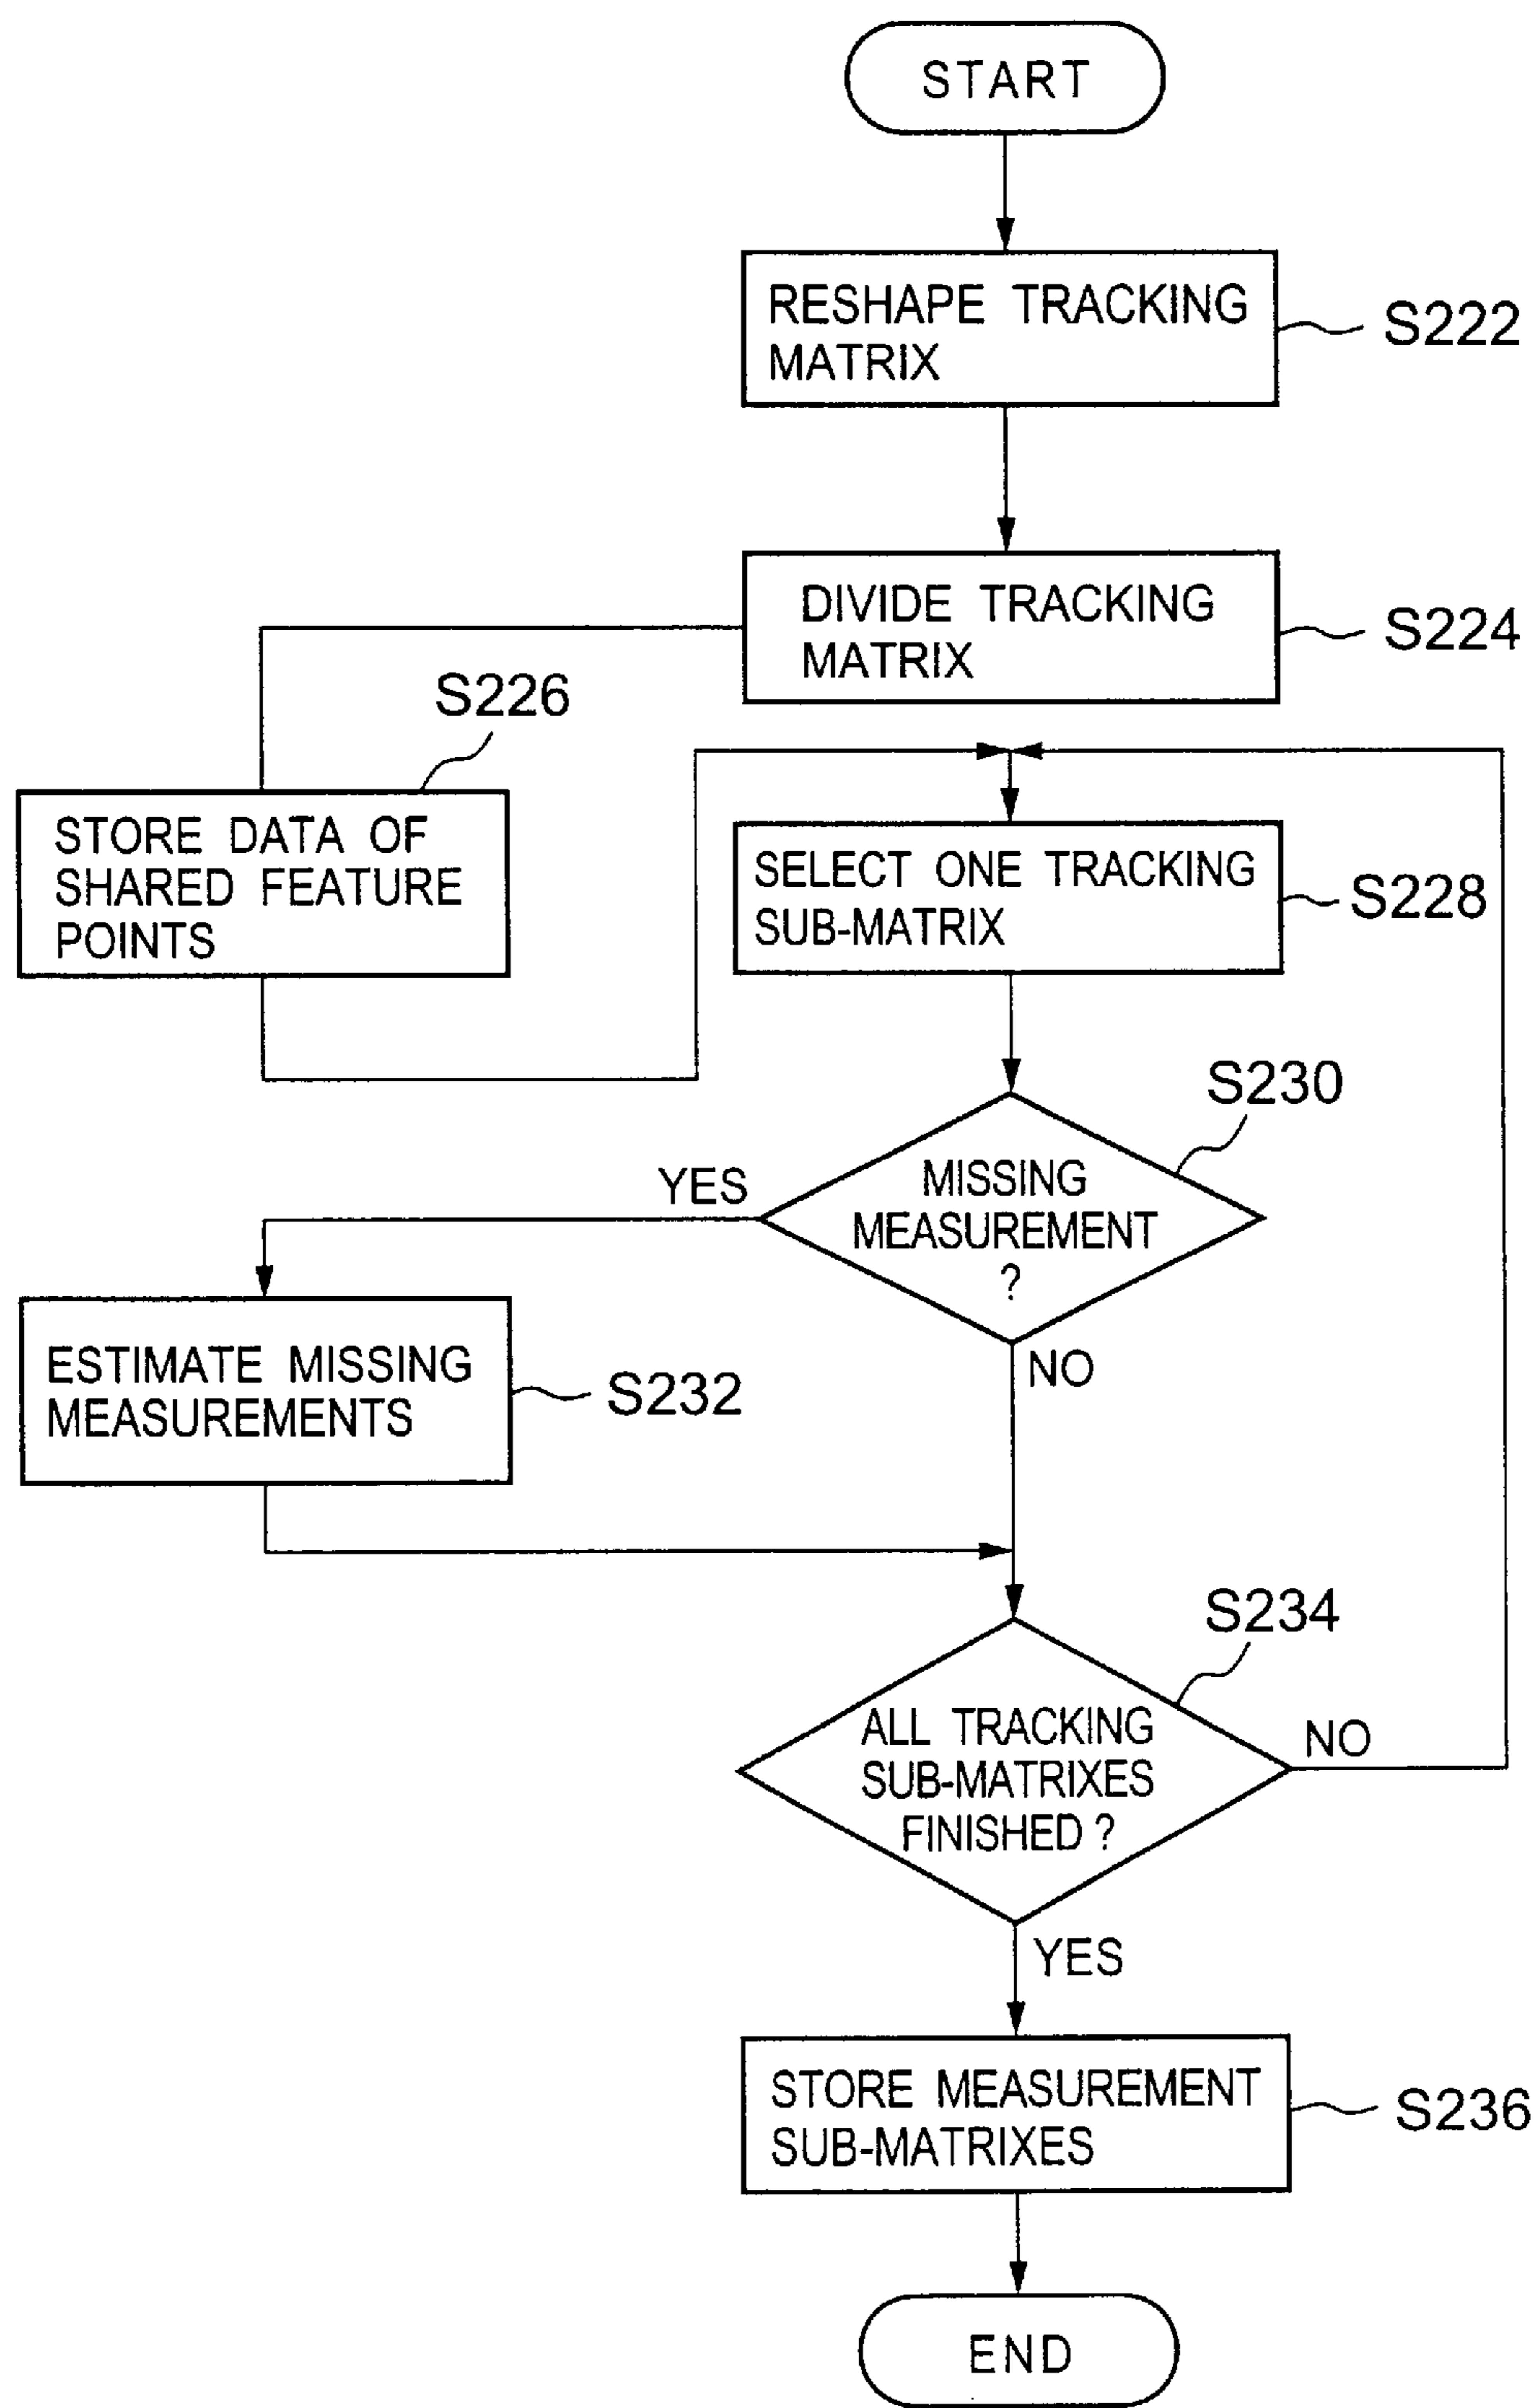 START
RESHAPE TRACKING
MATRIX
S222
DIVIDE TRACKING
MATRIX
S224
S226
STORE DATA OF
SHARED FEATURE
POINTS
SELECT ONE TRACKING
SUB-MATRIX
S228
S230
MISSING
MEASUREMENT
?
YES
NO
ESTIMATE MISSING
MEASUREMENTS
S232
S234
ALL TRACKING
SUB-MATRIXES
FINISHED ?
NO
YES
STORE MEASUREMENT
SUB-MATRIXES
S236
END